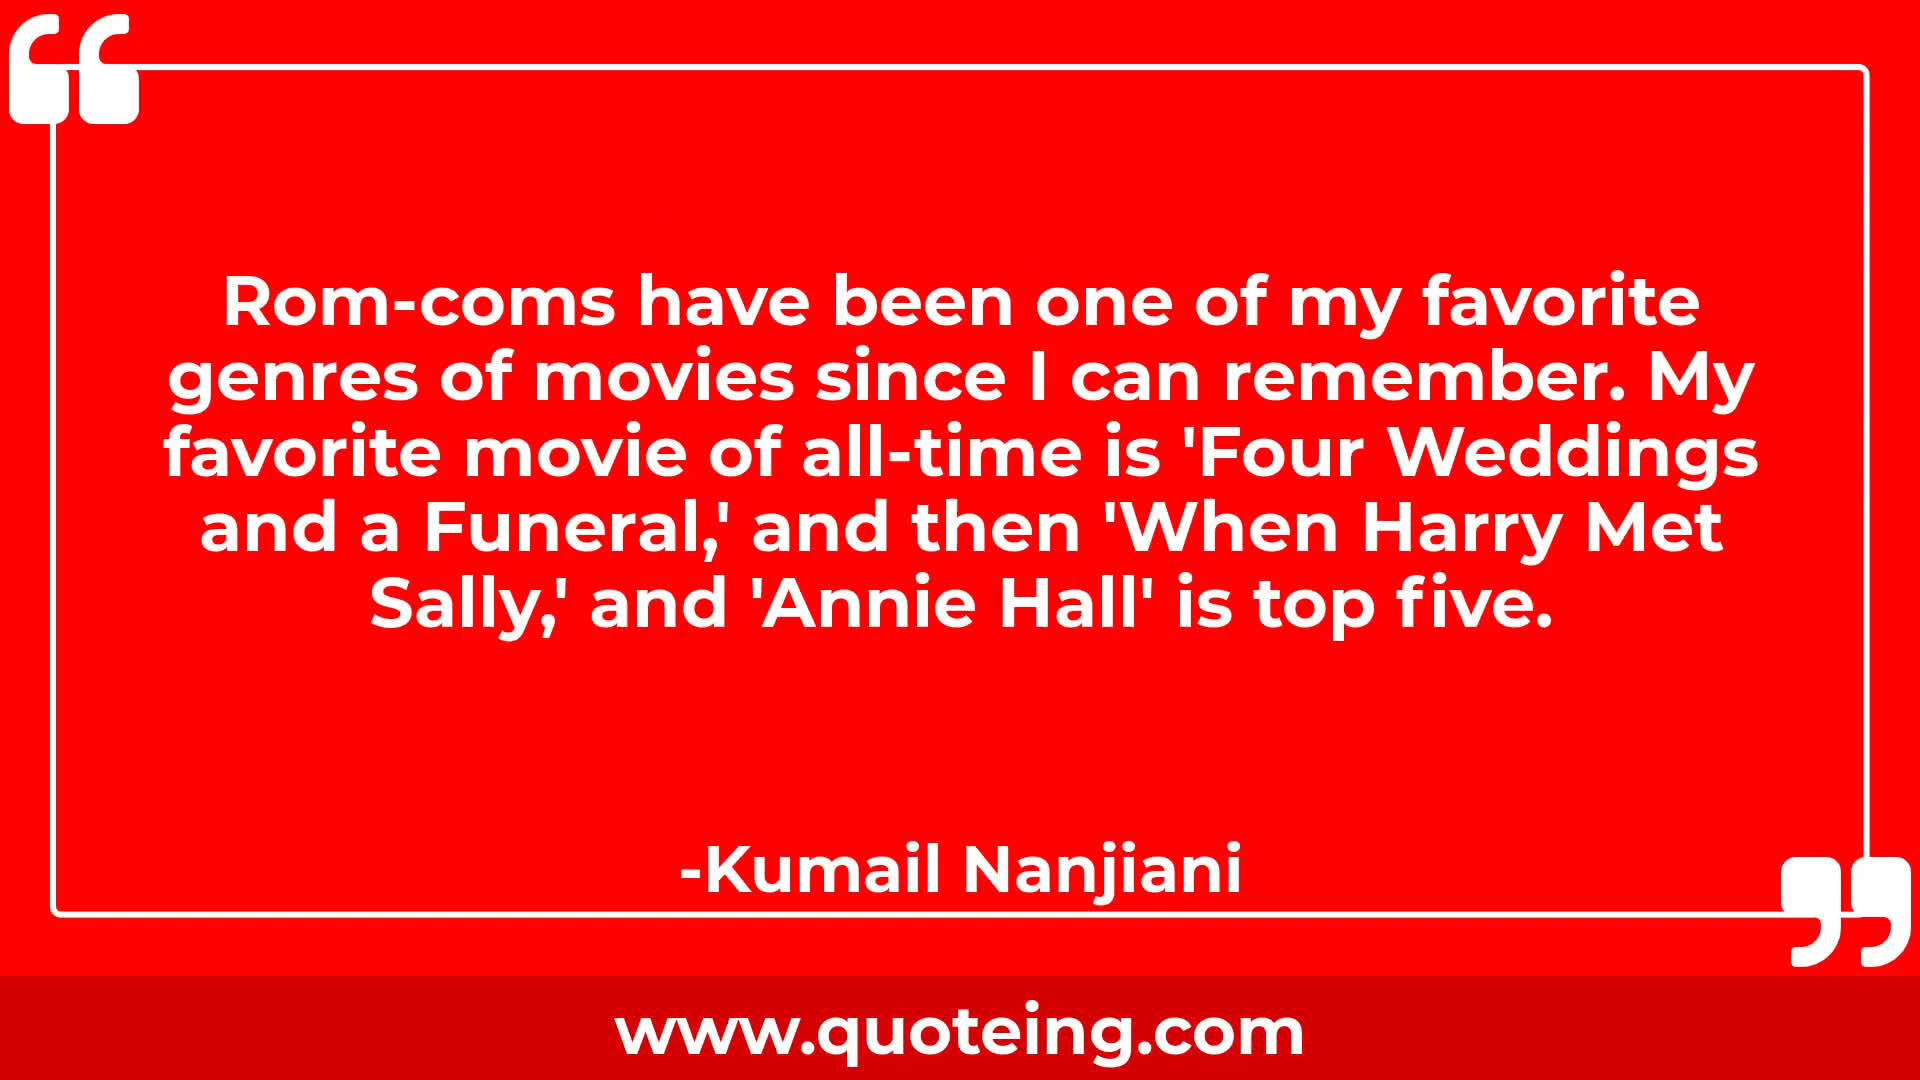 Rom-coms have been one of my favorite
genres of movies since I can remember. My
favorite movie of all-time is 'Four Weddings
and a Funeral,' and then 'When Harry Met
Sally,' and 'Annie Hall' is top five.
-Kumail Nanjiani
www.quoteing.com